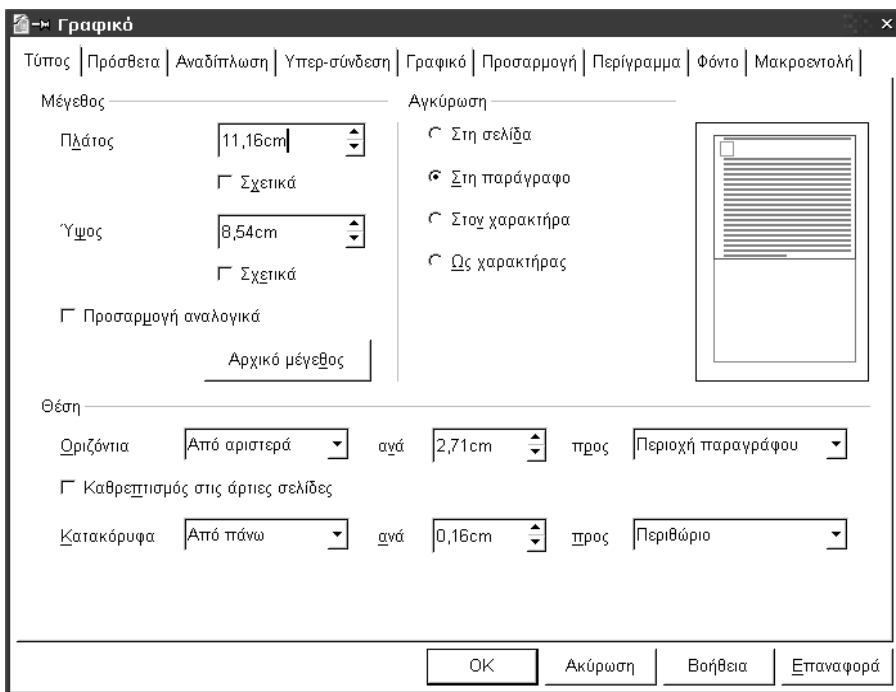 Γραφικό
Τύπος Πρόσθετα Αναδίπλωση Υπερ-σύνδεση Γραφικό Προσαρμογή Περίγραμμα Φόντο Μακροεντολή
Μέγεθος
Πλάτος 11,16cm
Σχετικά
Ύψος 8,54cm
Σχετικά
Προσαρμογή αναλογικά
Αρχικό μέγεθος
Αγκύρωση
Στη σελίδα
Στη παράγραφο
Στον χαρακτήρα
Ως χαρακτήρας
Θέση
Οριζόντια Από αριστερά ανά 2,71cm προς Περιοχή παραγράφου
Καθρεπτισμός στις άρτιες σελίδες
Κατακόρυφα Από πάνω ανά 0,16cm προς Περιθώριο
OK Ακύρωση Βοήθεια Επαναφορά